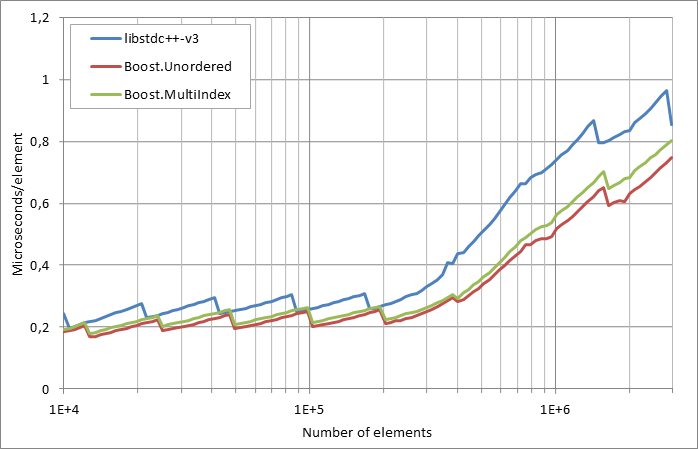 1,2
1
0,8
0,6
0,4
0,2
0
Microseconds/element
libstdc++-v3
Boost.Unordered
Boost.MultiIndex
1E+4
1E+5
1E+6
Number of elements